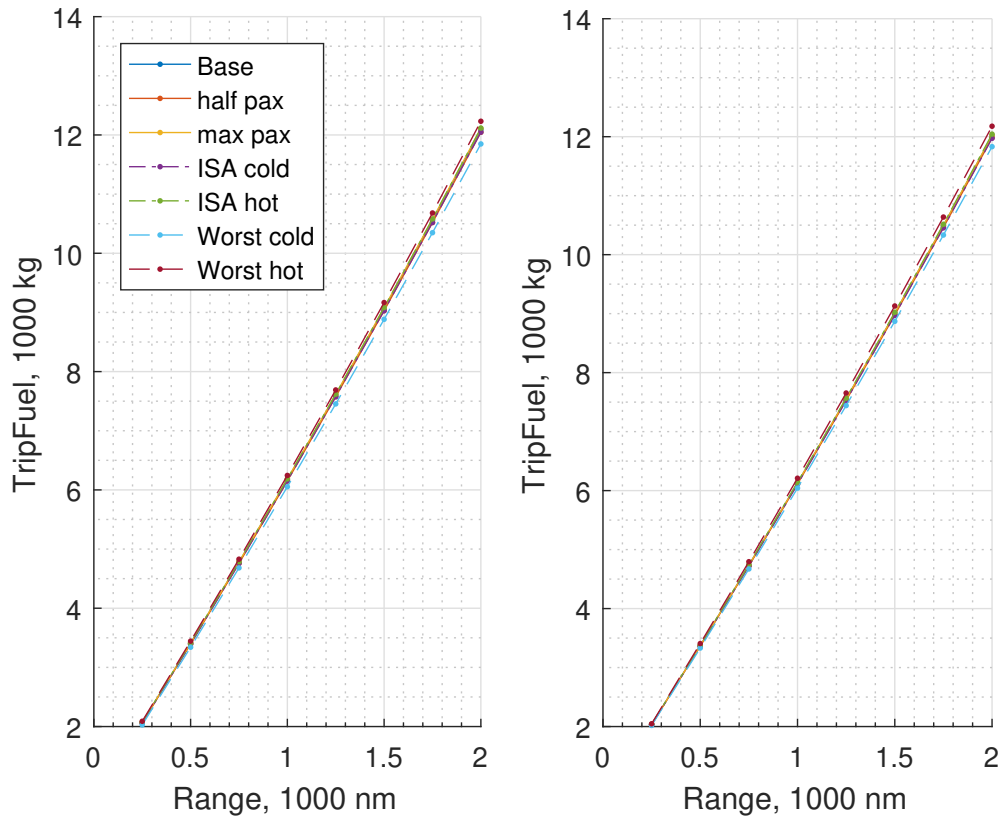 14
12
10
8
6
4
2
0
0.5
1
1.5
2
TripFuel, 1000 kg
Range, 1000 nm
Base
half pax
max pax
ISA cold
ISA hot
Worst cold
Worst hot
14
12
10
8
6
4
2
0
0.5
1
1.5
2
TripFuel, 1000 kg
Range, 1000 nm